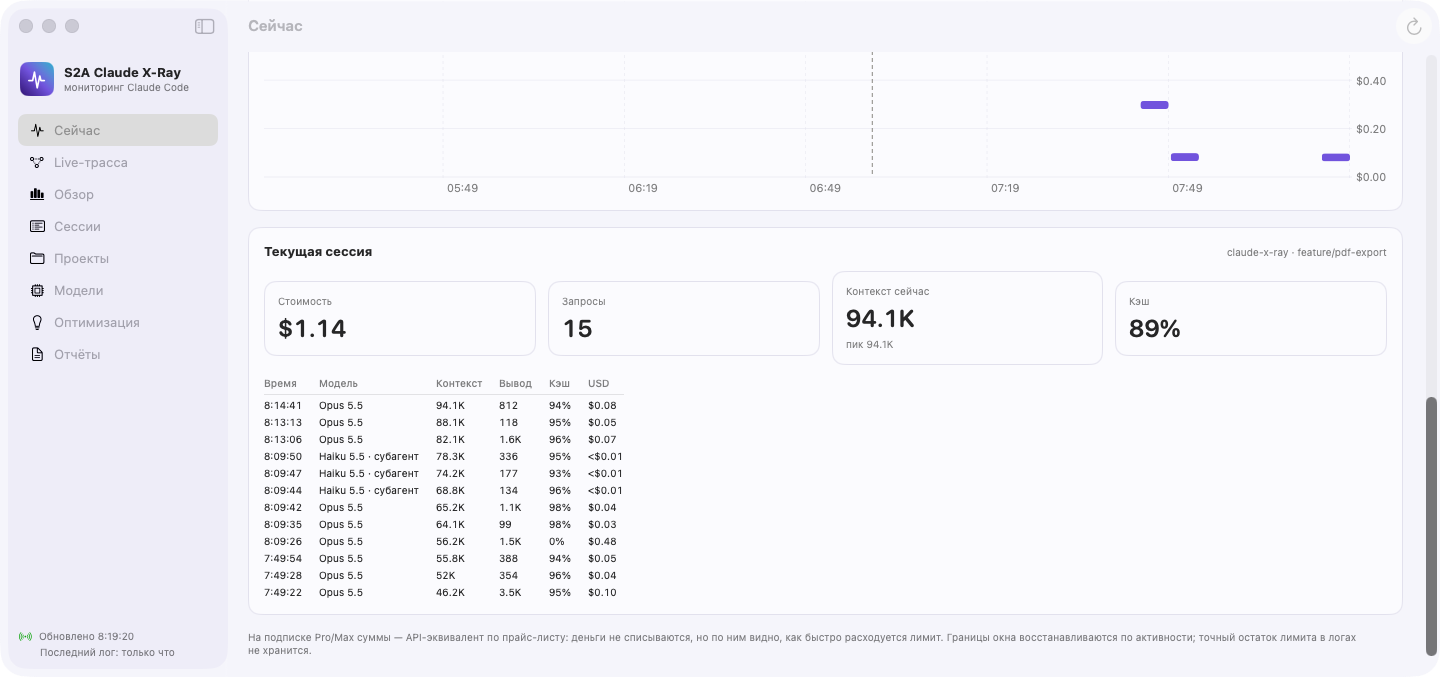 Сейчас
S2A Claude X-Ray
мониторинг Claude Code
Сейчас
Live-трасса
Обзор
Сессии
Проекты
Модели
Оптимизация
Отчёты
Обновлено 8:19:20
Последний лог: только что
$0.40
$0.20
$0.00
05:49 06:19 06:49 07:19 07:49
Текущая сессия claude-x-ray · feature/pdf-export
Стоимость
$1.14
Запросы
15
Контекст сейчас
94.1K
пик 94.1K
Кэш
89%
Время Модель Контекст Вывод Кэш USD
8:14:41 Opus 5.5 94.1K 812 94% $0.08
8:13:13 Opus 5.5 88.1K 118 95% $0.05
8:13:06 Opus 5.5 82.1K 1.6K 96% $0.07
8:09:50 Haiku 5.5 · субагент 78.3K 336 95% <$0.01
8:09:47 Haiku 5.5 · субагент 74.2K 177 93% <$0.01
8:09:44 Haiku 5.5 · субагент 68.8K 134 96% <$0.01
8:09:42 Opus 5.5 65.2K 1.1K 98% $0.04
8:09:35 Opus 5.5 64.1K 99 98% $0.03
8:09:26 Opus 5.5 56.2K 1.5K 0% $0.48
7:49:54 Opus 5.5 55.8K 388 94% $0.05
7:49:28 Opus 5.5 52K 354 96% $0.04
7:49:22 Opus 5.5 46.2K 3.5K 95% $0.10
На подписке Pro/Max суммы — API-эквивалент по прайс-листу: деньги не списываются, но по ним видно, как быстро расходуется лимит. Границы окна восстанавливаются по активности; точный остаток лимита в логах
не хранится.